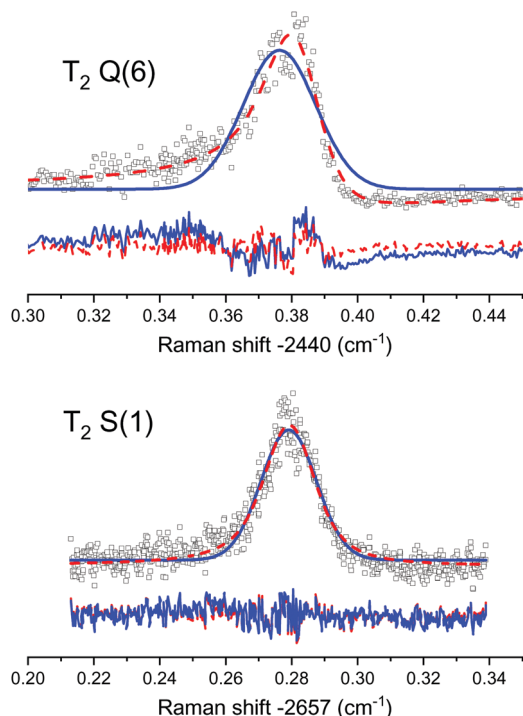 T₂ Q(6)
0.30 0.32 0.34 0.36 0.38 0.40 0.42 0.44
Raman shift -2440 (cm⁻¹)
T₂ S(1)
0.20 0.22 0.24 0.26 0.28 0.30 0.32 0.34
Raman shift -2657 (cm⁻¹)